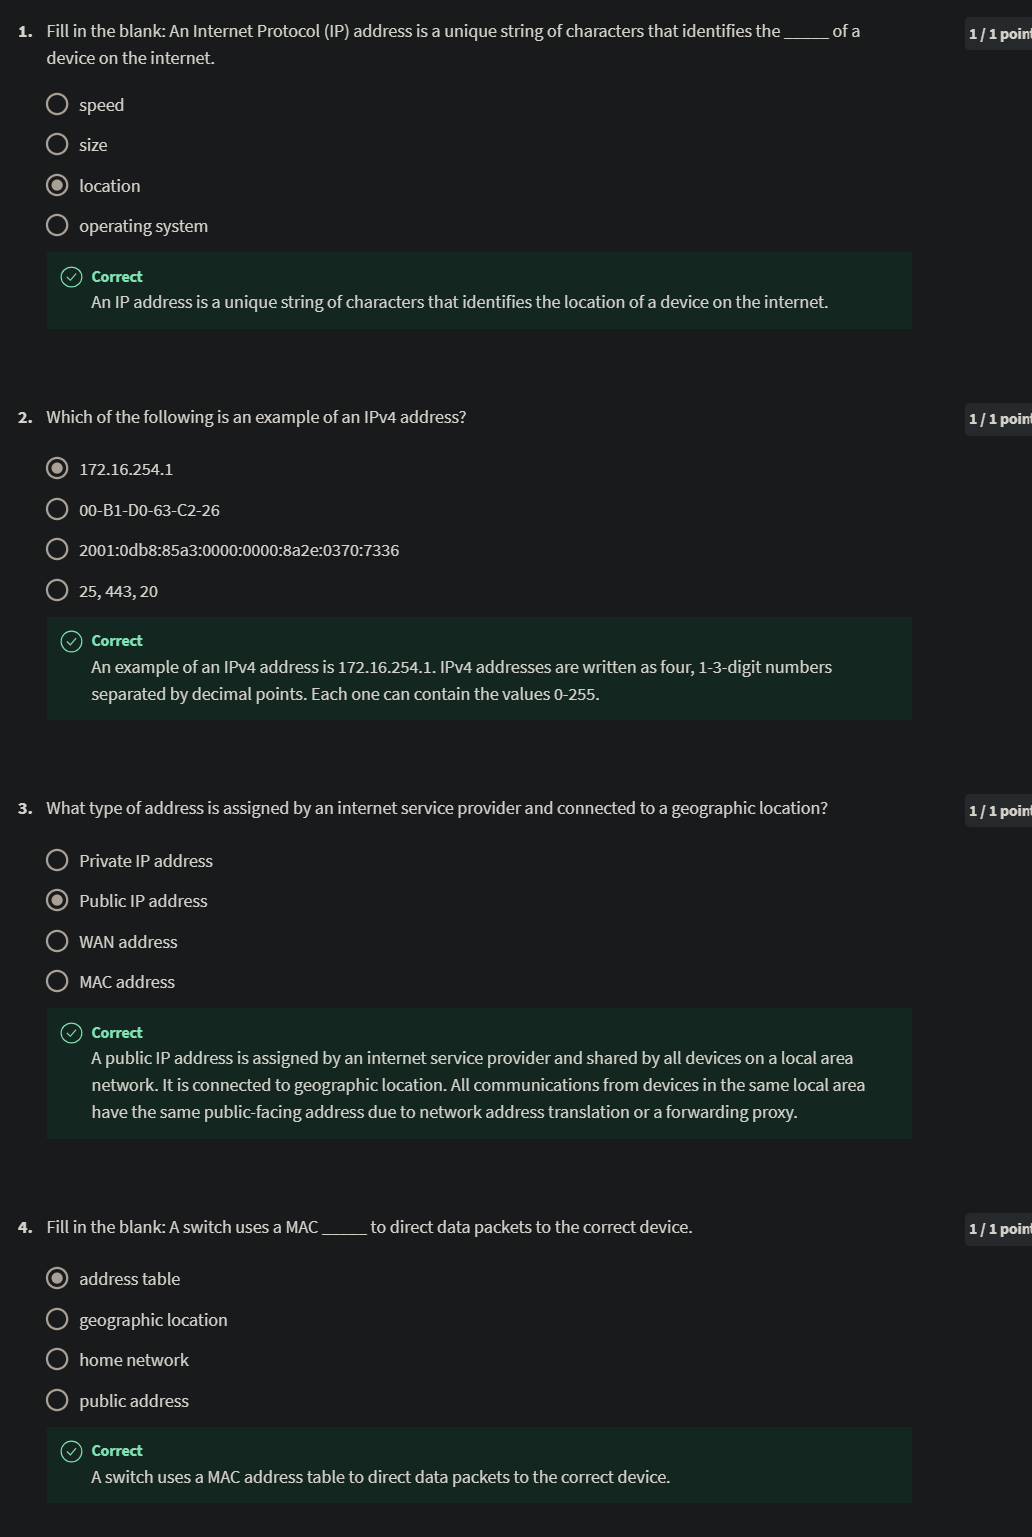 1. Fill in the blank: An Internet Protocol (IP) address is a unique string of characters that identifies the _____ of a
device on the internet.
1 / 1 point
speed
size
location
operating system
Correct
An IP address is a unique string of characters that identifies the location of a device on the internet.
2. Which of the following is an example of an IPv4 address?
1 / 1 point
172.16.254.1
00-B1-D0-63-C2-26
2001:0db8:85a3:0000:0000:8a2e:0370:7336
25, 443, 20
Correct
An example of an IPv4 address is 172.16.254.1. IPv4 addresses are written as four, 1-3-digit numbers
separated by decimal points. Each one can contain the values 0-255.
3. What type of address is assigned by an internet service provider and connected to a geographic location?
1 / 1 point
Private IP address
Public IP address
WAN address
MAC address
Correct
A public IP address is assigned by an internet service provider and shared by all devices on a local area
network. It is connected to geographic location. All communications from devices in the same local area
have the same public-facing address due to network address translation or a forwarding proxy.
4. Fill in the blank: A switch uses a MAC _____ to direct data packets to the correct device.
1 / 1 point
address table
geographic location
home network
public address
Correct
A switch uses a MAC address table to direct data packets to the correct device.